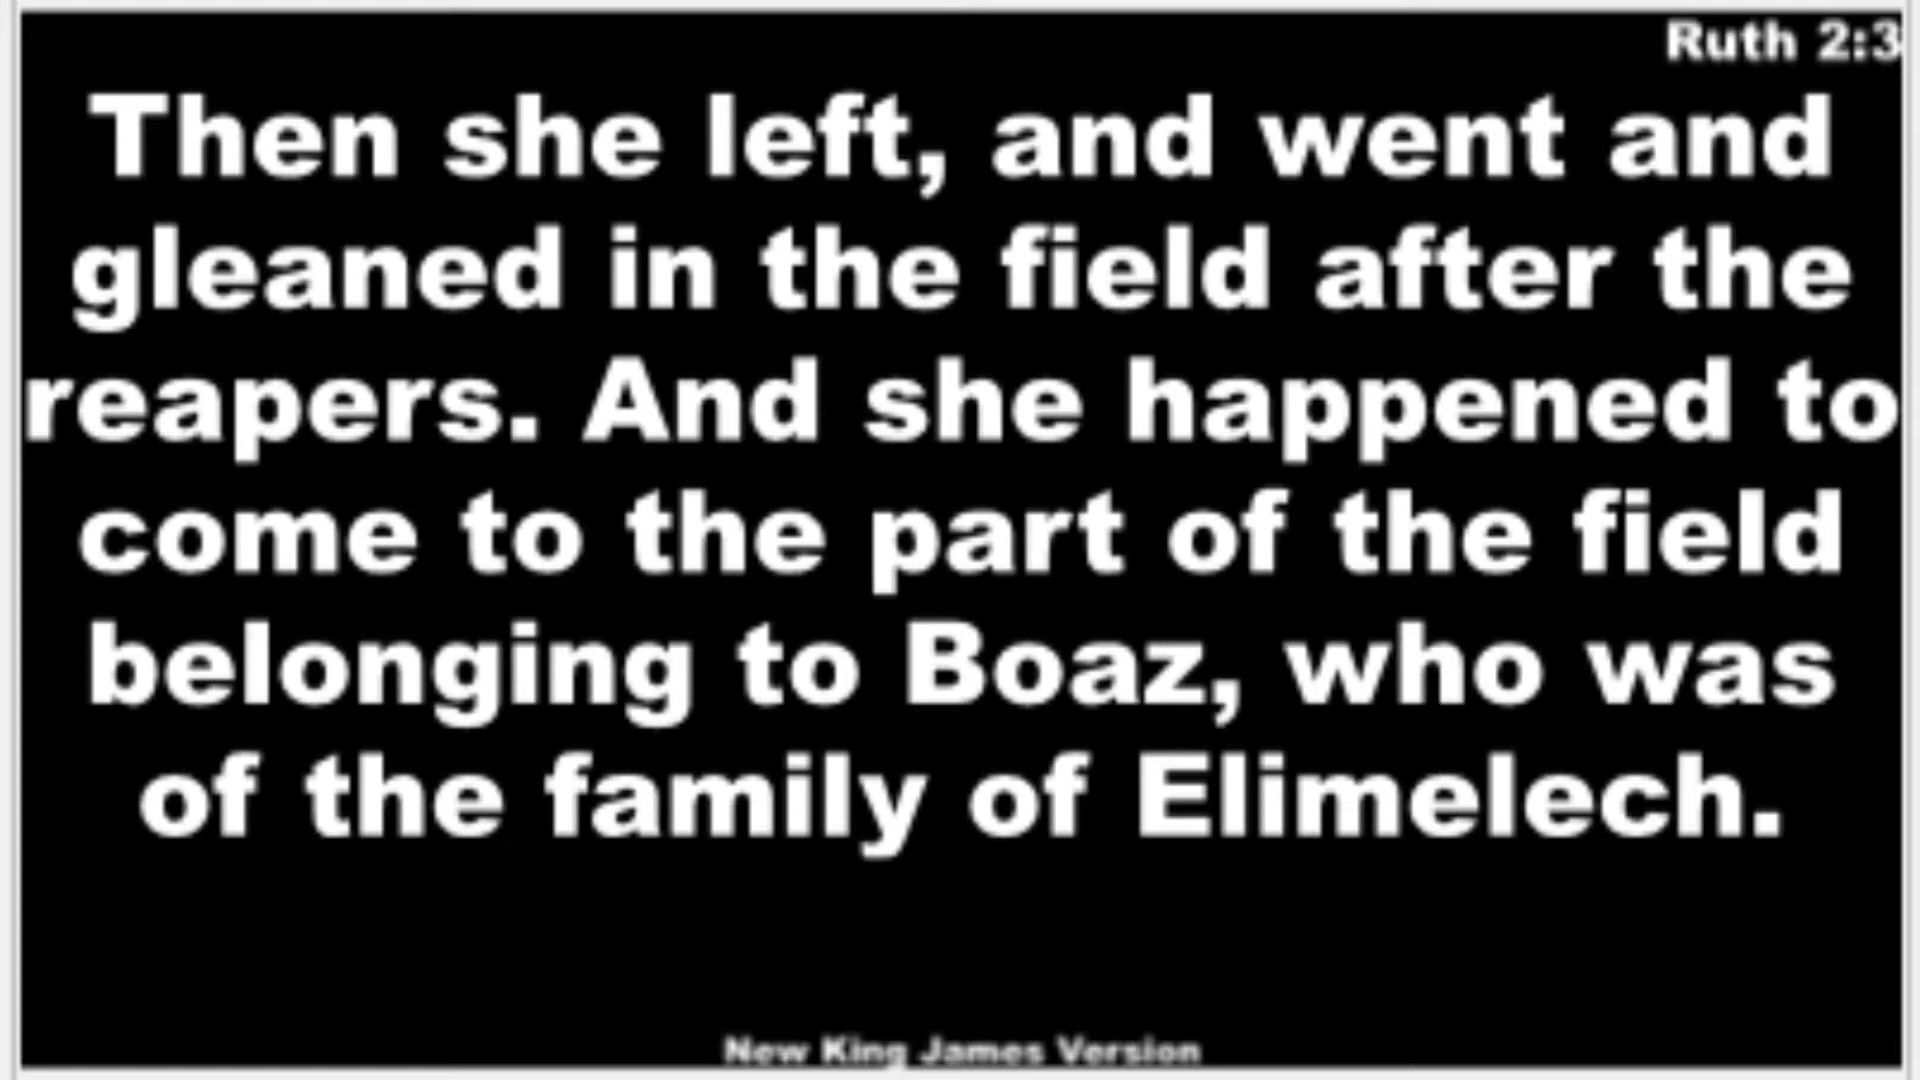 Ruth 2:3
Then she left, and went and
gleaned in the field after the
reapers. And she happened to
come to the part of the field
belonging to Boaz, who was
of the family of Elimelech.
New King James Version